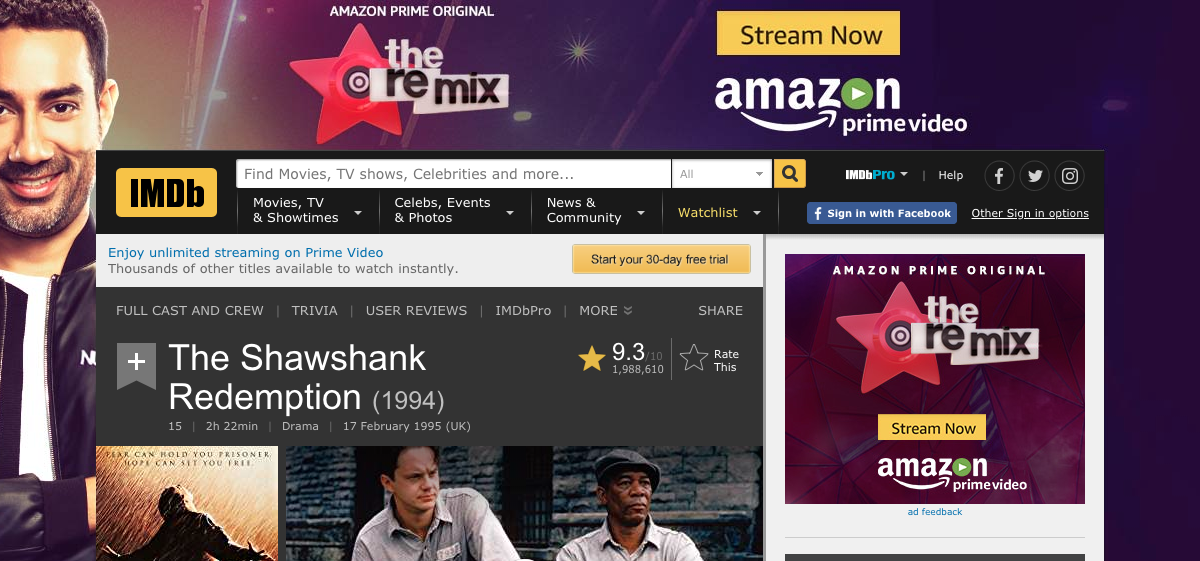 AMAZON PRIME ORIGINAL
the
remix
Stream Now
amazon
prime video
IMDb
Find Movies, TV shows, Celebrities and more...
All
IMDbPro
|
Help
Movies, TV
& Showtimes
Celebs, Events
& Photos
News &
Community
Watchlist
Sign in with Facebook
Other Sign in options
Enjoy unlimited streaming on Prime Video
Thousands of other titles available to watch instantly.
Start your 30-day free trial
FULL CAST AND CREW | TRIVIA | USER REVIEWS | IMDbPro | MORE
SHARE
The Shawshank
Redemption (1994)
9.3/10
1,988,610
Rate
This
15 | 2h 22min | Drama | 17 February 1995 (UK)
FEAR CAN HOLD YOU PRISONER.
HOPE CAN SET YOU FREE.
AMAZON PRIME ORIGINAL
the
remix
Stream Now
amazon
prime video
ad feedback